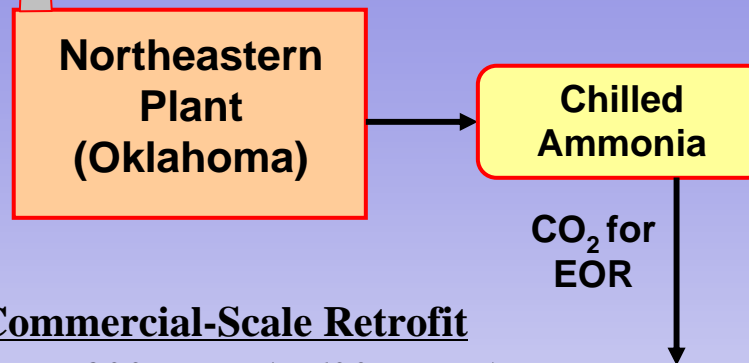 Northeastern
Plant
(Oklahoma)
Chilled
Ammonia
CO₂ for
EOR
Commercial-Scale Retrofit